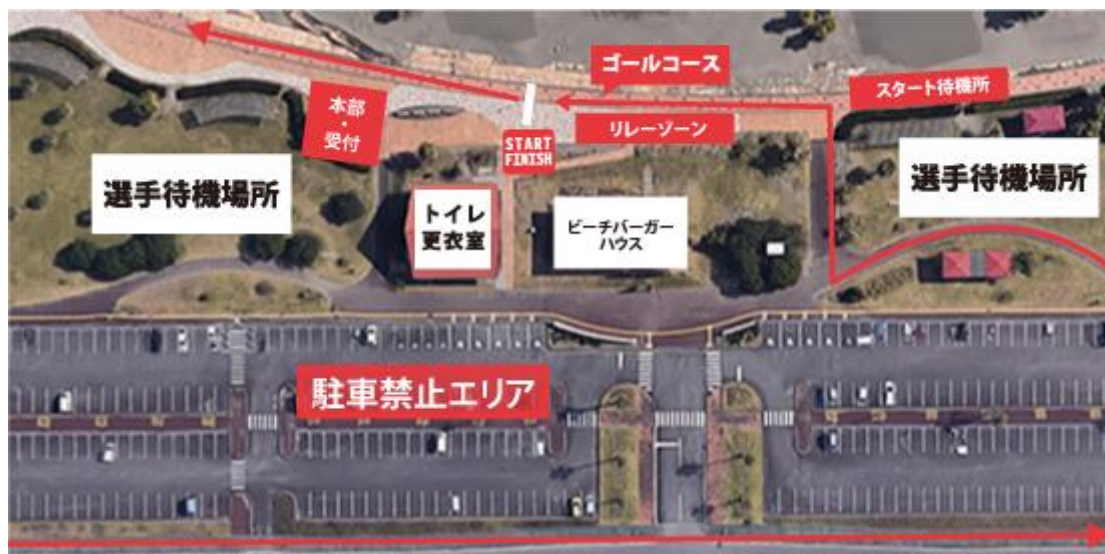 ゴールコース
スタート待機所
本部・
受付
リレーゾーン
START
FINISH
選手待機場所
選手待機場所
トイレ
更衣室
ビーチバーガー
ハウス
駐車禁止エリア